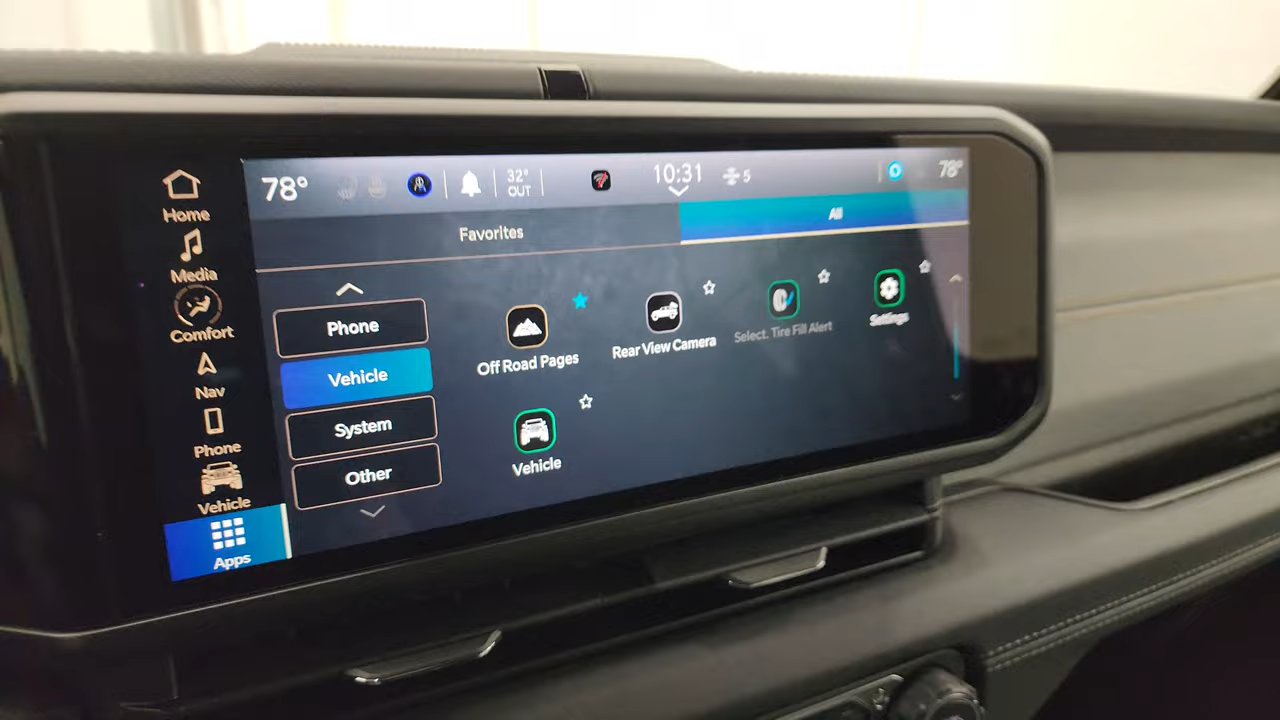 78°
32°
OUT
10:31
5
78°
Favorites
All
Home
Media
Comfort
Nav
Phone
Vehicle
Apps
Phone
Vehicle
System
Other
Off Road Pages
Rear View Camera
Select. Tire Fill Alert
Settings
Vehicle